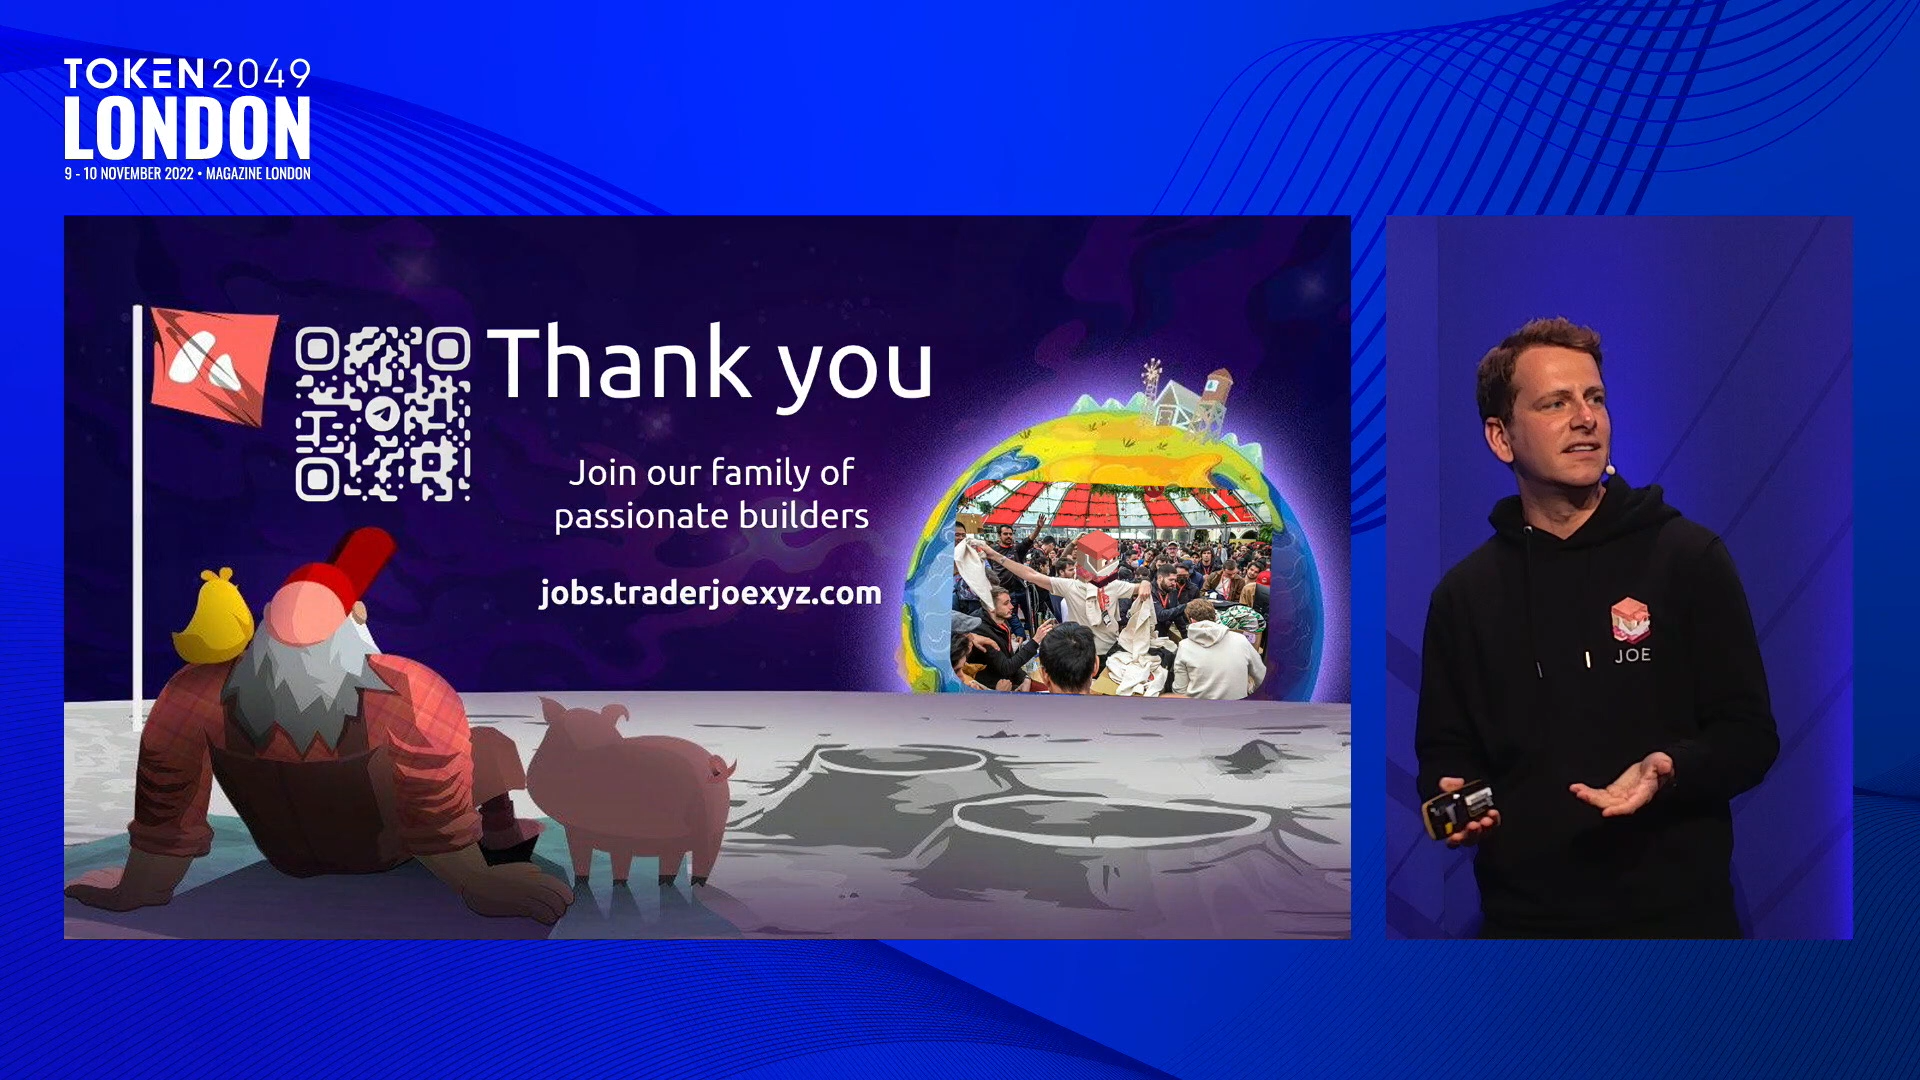 TOKEN2049
LONDON
9 - 10 NOVEMBER 2022 • MAGAZINE LONDON
Thank you
Join our family of
passionate builders
jobs.traderjoexyz.com
JOE